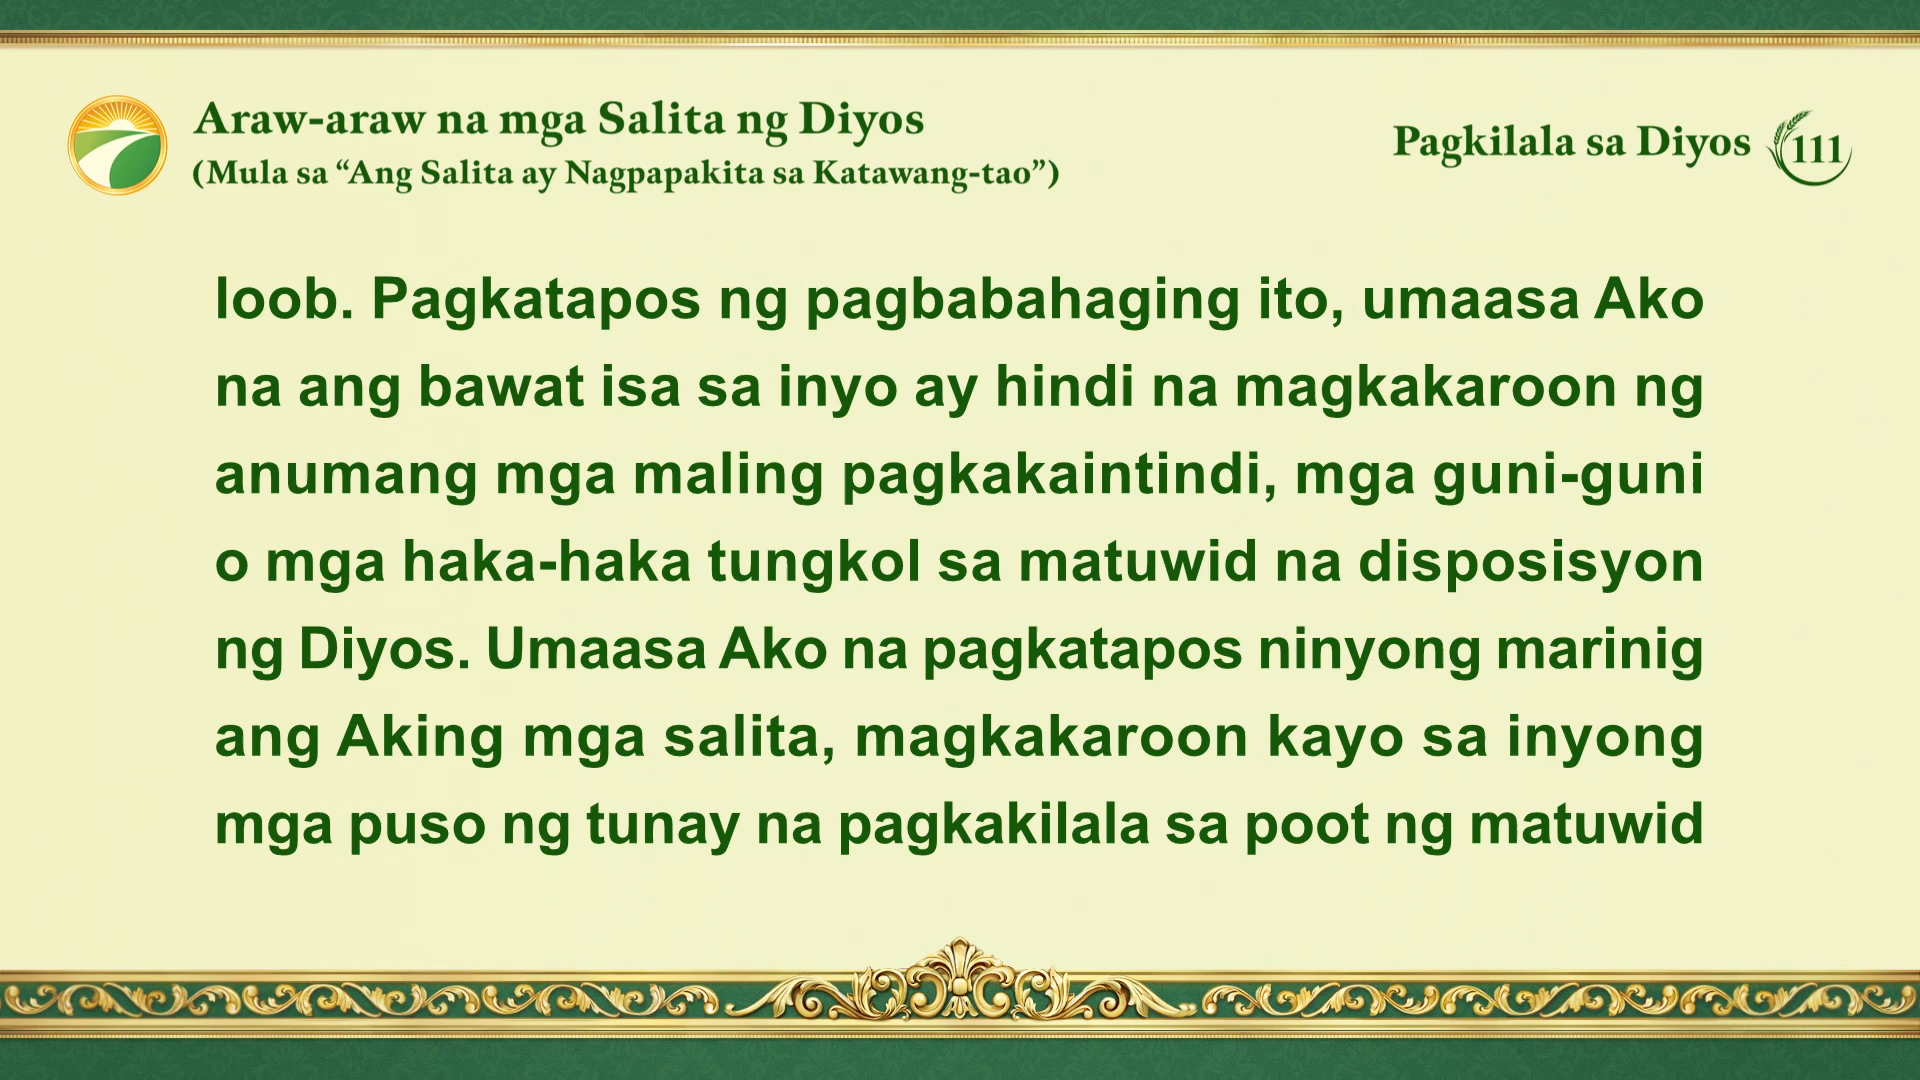 Araw-araw na mga Salita ng Diyos
(Mula sa “Ang Salita ay Nagpapakita sa Katawang-tao”)
Pagkilala sa Diyos 111
loob. Pagkatapos ng pagbabahaging ito, umaasa Ako
na ang bawat isa sa inyo ay hindi na magkakaroon ng
anumang mga maling pagkakaintindi, mga guni-guni
o mga haka-haka tungkol sa matuwid na disposisyon
ng Diyos. Umaasa Ako na pagkatapos ninyong marinig
ang Aking mga salita, magkakaroon kayo sa inyong
mga puso ng tunay na pagkakilala sa poot ng matuwid